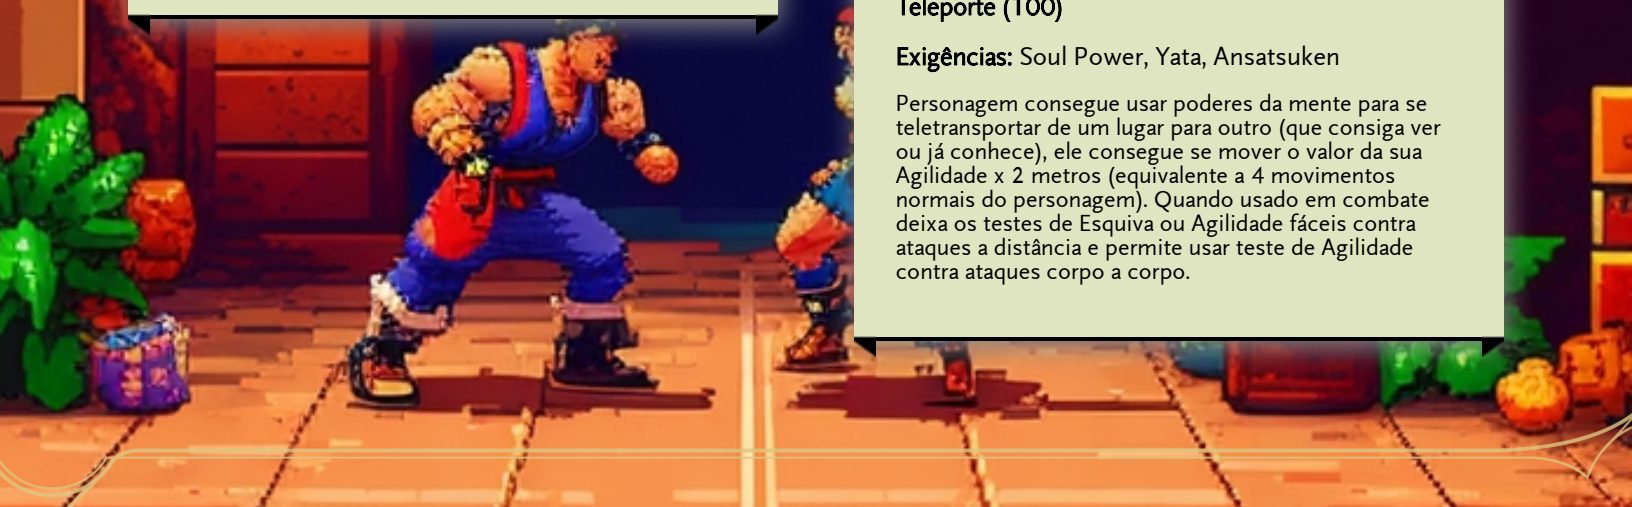 Teleporte (100)
Exigências: Soul Power, Yata, Ansatsuken
Personagem consegue usar poderes da mente para se
teletransportar de um lugar para outro (que consiga ver
ou já conhece), ele consegue se mover o valor da sua
Agilidade x 2 metros (equivalente a 4 movimentos
normais do personagem). Quando usado em combate
deixa os testes de Esquiva ou Agilidade fáceis contra
ataques a distância e permite usar teste de Agilidade
contra ataques corpo a corpo.